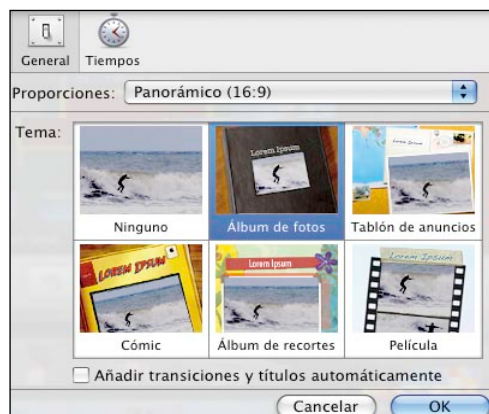 General Tiempos
Proporciones: Panorámico (16:9)
Tema:
Lorem Ipsum
Lorem Ipsum
Ninguno Álbum de fotos Tablón de anuncios
LOREM IPSUM
Lorem Ipsum
Lorem Ipsum
Cómic Álbum de recortes Película
Añadir transiciones y títulos automáticamente
Cancelar OK